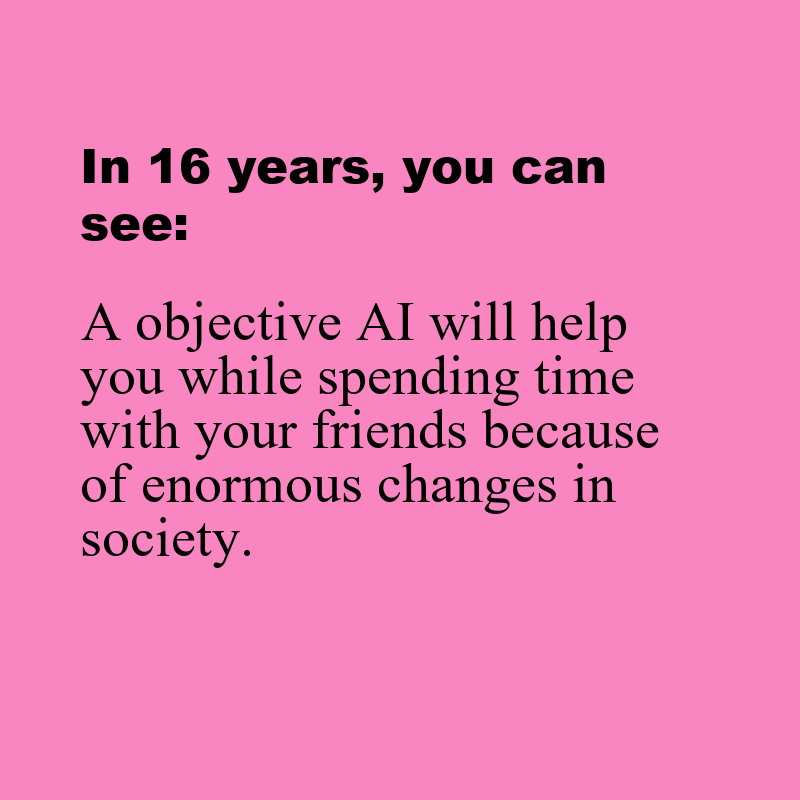 In 16 years, you can
see:
A objective AI will help
you while spending time
with your friends because
of enormous changes in
society.